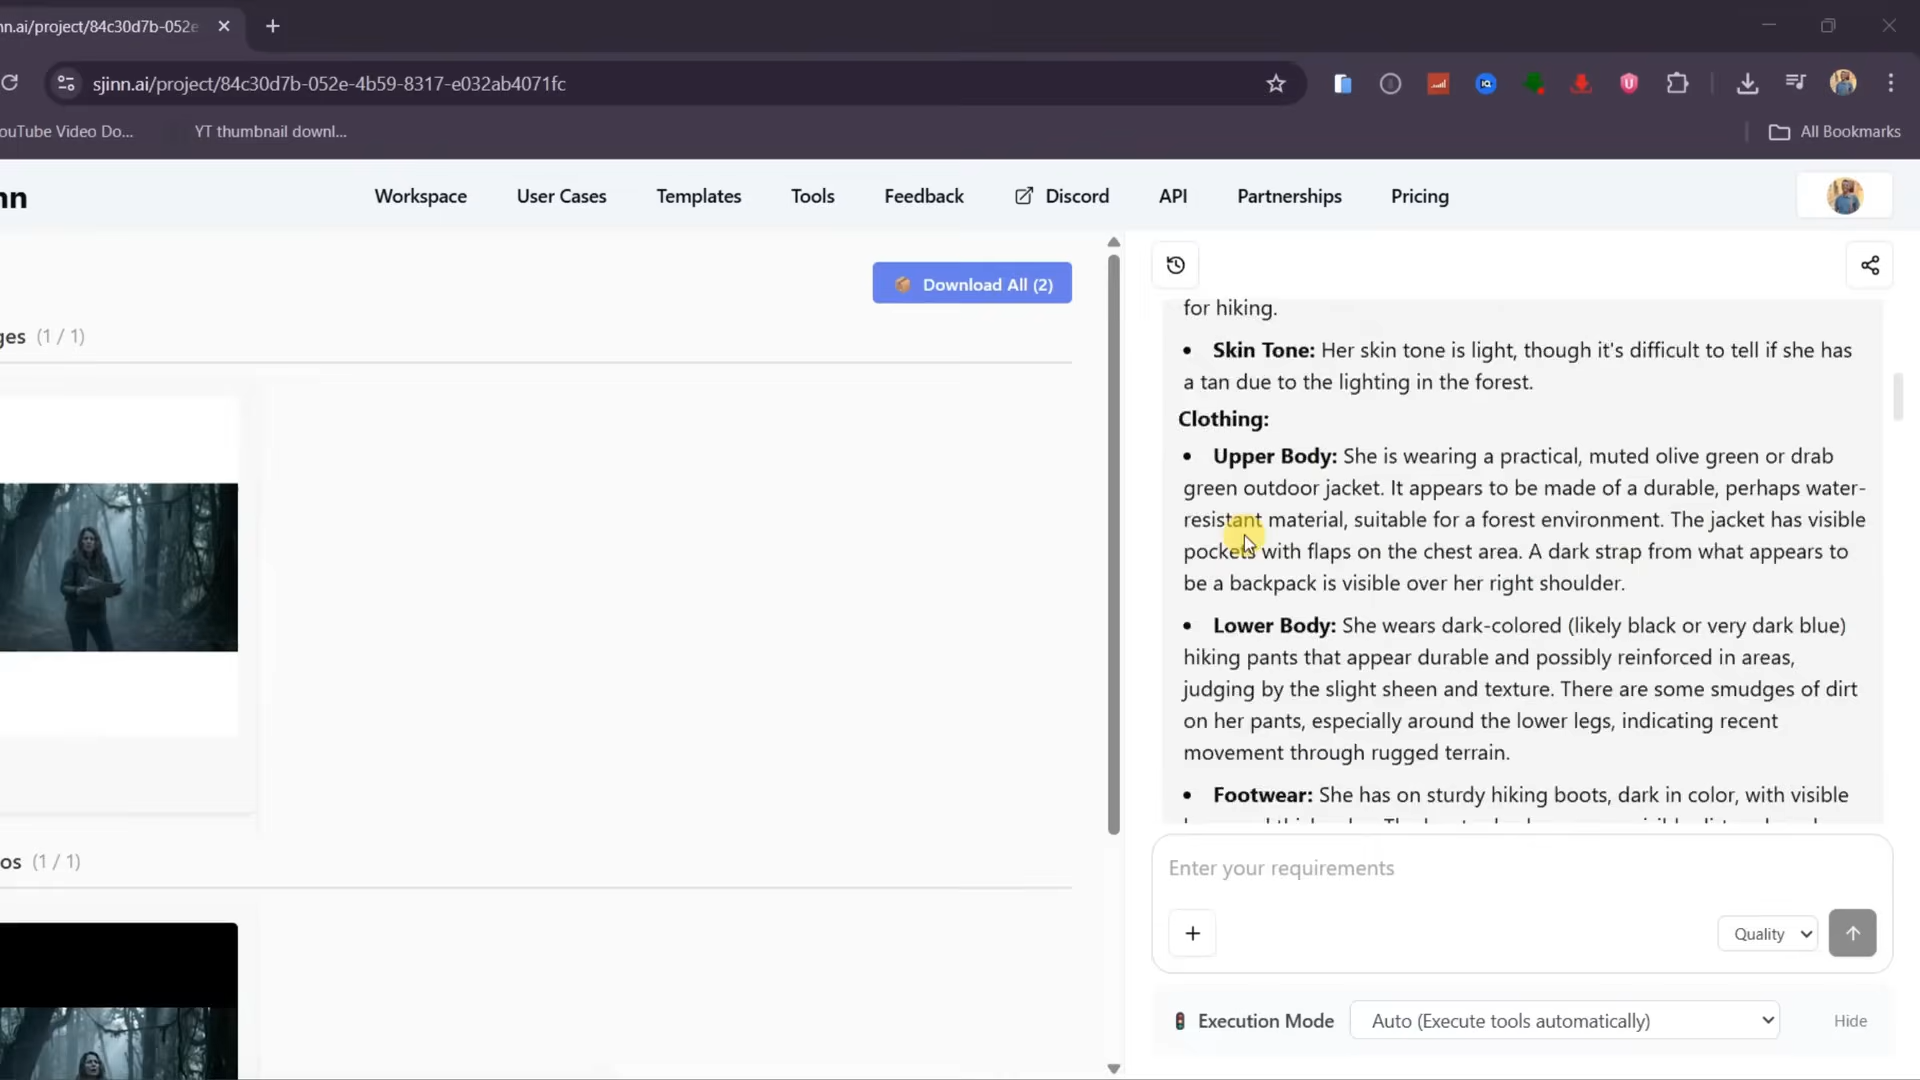 nn.ai/project/84c30d7b-052e
sjinn.ai/project/84c30d7b-052e-4b59-8317-e032ab4071fc
ouTube Video Do...
YT thumbnail downl...
All Bookmarks
nn
Workspace
User Cases
Templates
Tools
Feedback
Discord
API
Partnerships
Pricing
Download All (2)
ges (1 / 1)
os (1 / 1)
for hiking.
• Skin Tone: Her skin tone is light, though it's difficult to tell if she has
a tan due to the lighting in the forest.
Clothing:
• Upper Body: She is wearing a practical, muted olive green or drab
green outdoor jacket. It appears to be made of a durable, perhaps water-
resistant material, suitable for a forest environment. The jacket has visible
pockets with flaps on the chest area. A dark strap from what appears to
be a backpack is visible over her right shoulder.
• Lower Body: She wears dark-colored (likely black or very dark blue)
hiking pants that appear durable and possibly reinforced in areas,
judging by the slight sheen and texture. There are some smudges of dirt
on her pants, especially around the lower legs, indicating recent
movement through rugged terrain.
• Footwear: She has on sturdy hiking boots, dark in color, with visible
Enter your requirements
Quality
Execution Mode
Auto (Execute tools automatically)
Hide